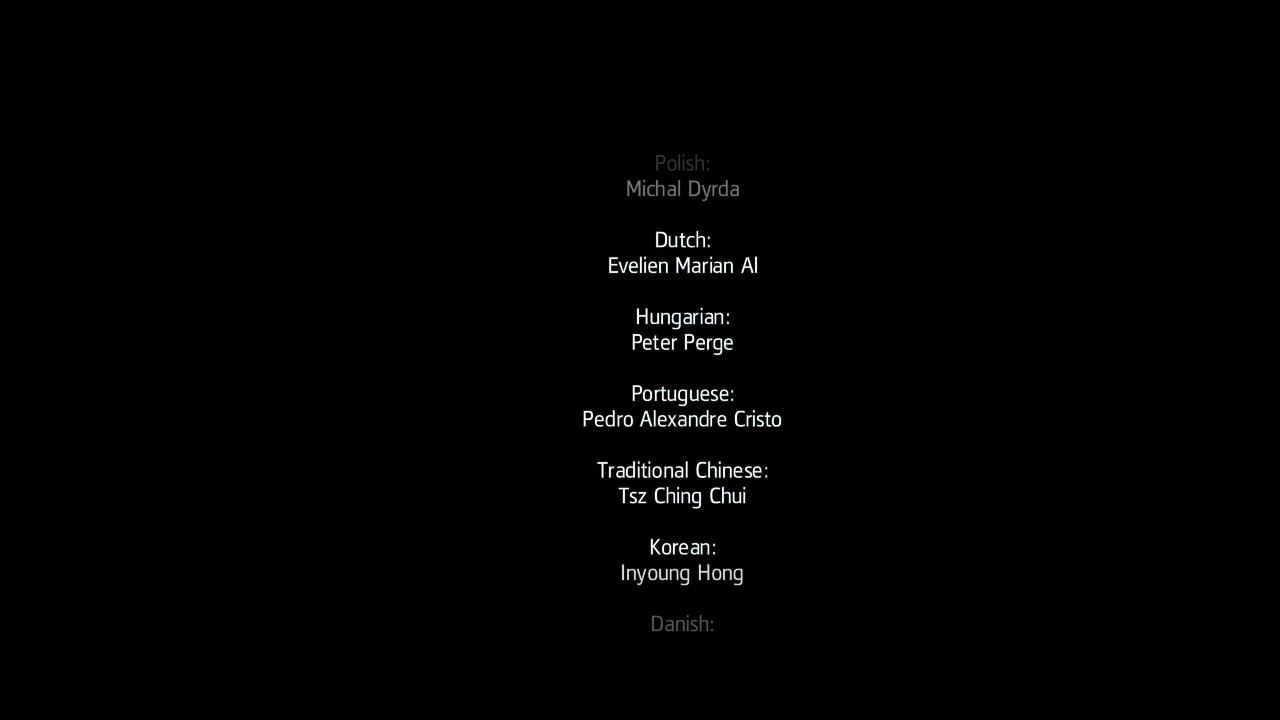 Polish:
Michal Dyrda
Dutch:
Evelien Marian Al
Hungarian:
Peter Perge
Portuguese:
Pedro Alexandre Cristo
Traditional Chinese:
Tsz Ching Chui
Korean:
Inyoung Hong
Danish: